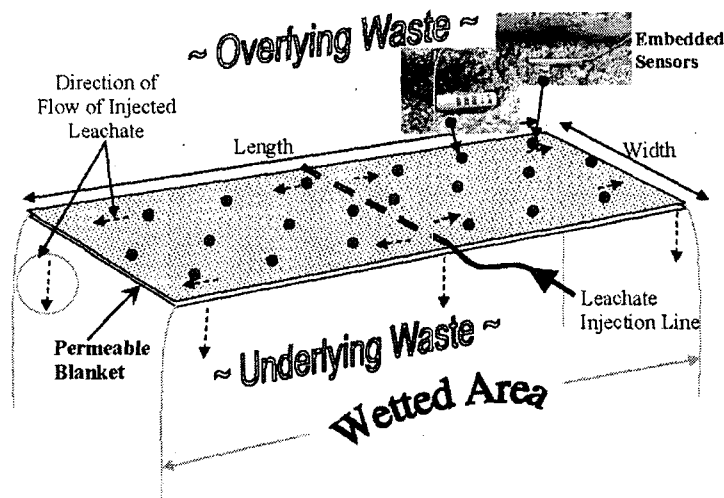 ~ Overlying Waste ~
Embedded
Sensors
Direction of
Flow of Injected
Leachate
Length
Width
Leachate
Injection Line
Permeable
Blanket
~ Underlying Waste ~
Wetted Area